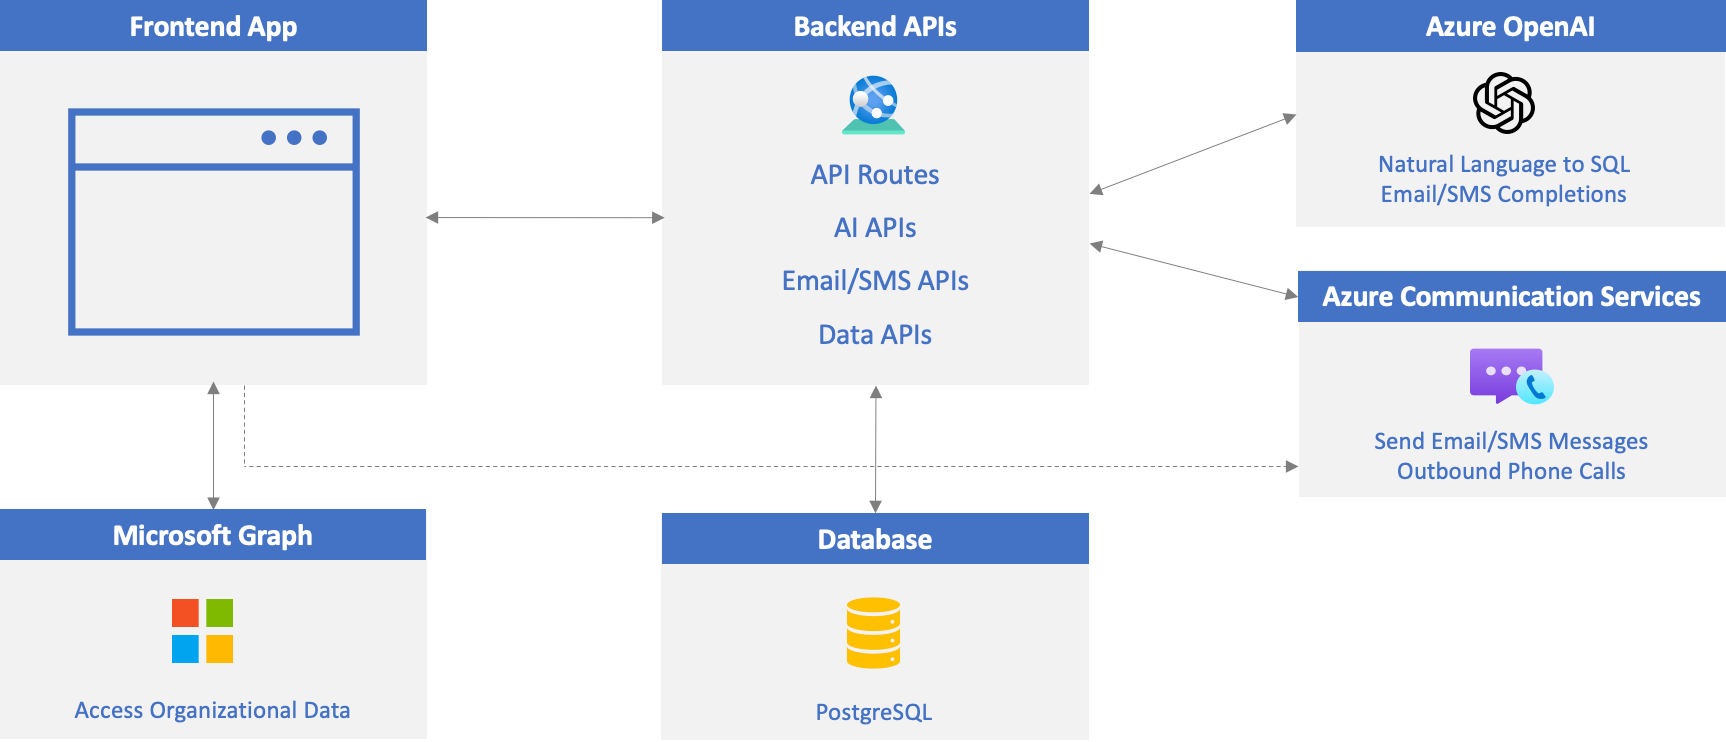 Frontend App
Backend APIs
API Routes
AI APIs
Email/SMS APIs
Data APIs
Azure OpenAI
Natural Language to SQL
Email/SMS Completions
Azure Communication Services
Send Email/SMS Messages
Outbound Phone Calls
Microsoft Graph
Access Organizational Data
Database
PostgreSQL